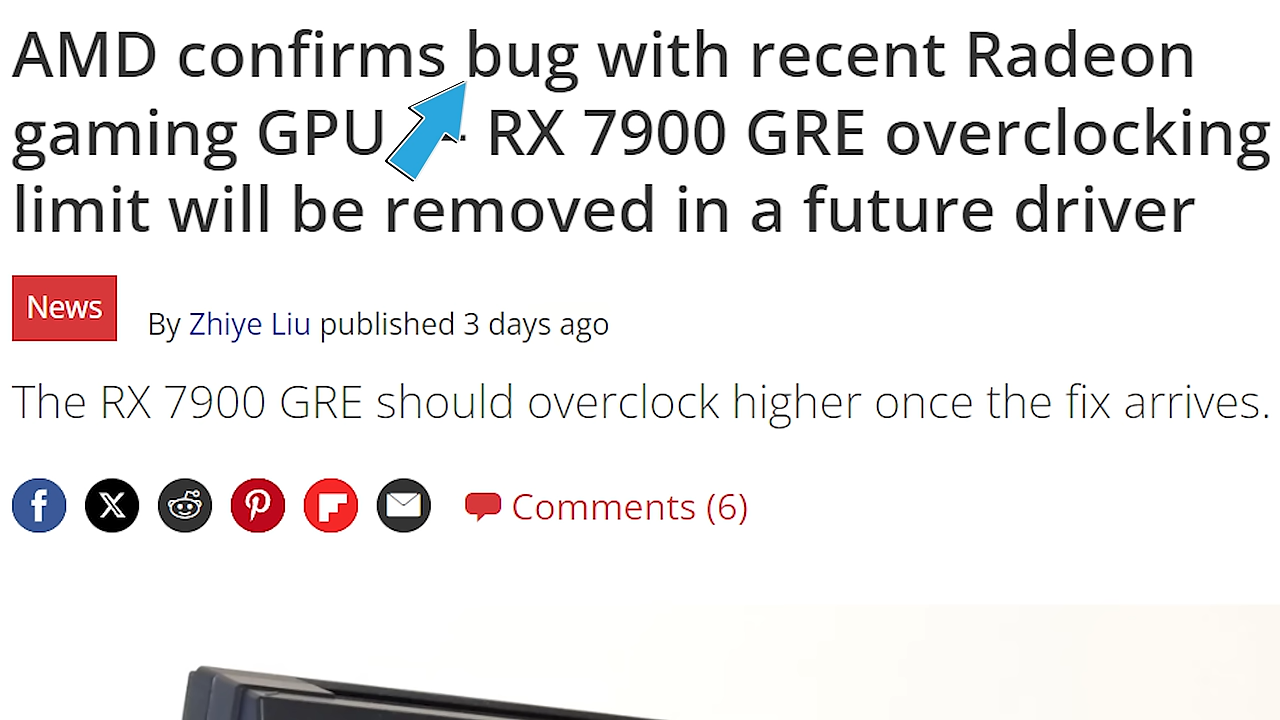 AMD confirms bug with recent Radeon
gaming GPU - RX 7900 GRE overclocking
limit will be removed in a future driver
News
By Zhiye Liu published 3 days ago
The RX 7900 GRE should overclock higher once the fix arrives.
Comments (6)